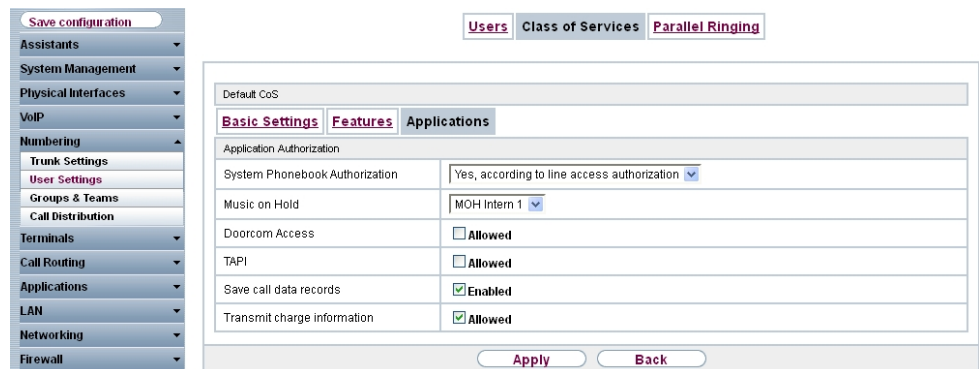 Save configuration
Assistants
System Management
Physical Interfaces
VoIP
Numbering
Trunk Settings
User Settings
Groups & Teams
Call Distribution
Terminals
Call Routing
Applications
LAN
Networking
Firewall
Users Class of Services Parallel Ringing
Default CoS
Basic Settings Features Applications
Application Authorization
System Phonebook Authorization Yes, according to line access authorization
Music on Hold MOH Intern 1
Doorcom Access Allowed
TAPI Allowed
Save call data records Enabled
Transmit charge information Allowed
Apply Back